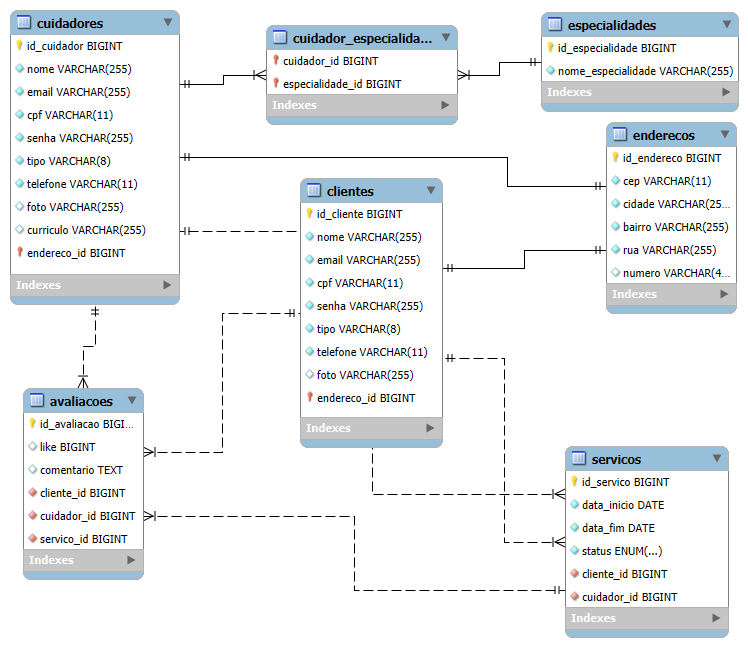 cuidadores
id_cuidador BIGINT
nome VARCHAR(255)
email VARCHAR(255)
cpf VARCHAR(11)
senha VARCHAR(255)
tipo VARCHAR(8)
telefone VARCHAR(11)
foto VARCHAR(255)
curriculo VARCHAR(255)
endereco_id BIGINT
Indexes
cuidador_especialida...
cuidador_id BIGINT
especialidade_id BIGINT
Indexes
especialidades
id_especialidade BIGINT
nome_especialidade VARCHAR(255)
Indexes
enderecos
id_endereco BIGINT
cep VARCHAR(11)
cidade VARCHAR(25...
bairro VARCHAR(255)
rua VARCHAR(255)
numero VARCHAR(4...
Indexes
clientes
id_cliente BIGINT
nome VARCHAR(255)
email VARCHAR(255)
cpf VARCHAR(11)
senha VARCHAR(255)
tipo VARCHAR(8)
telefone VARCHAR(11)
foto VARCHAR(255)
endereco_id BIGINT
Indexes
avaliacoes
id_avaliacao BIGI...
like BIGINT
comentario TEXT
cliente_id BIGINT
cuidador_id BIGINT
servico_id BIGINT
Indexes
servicos
id_servico BIGINT
data_inicio DATE
data_fim DATE
status ENUM(...)
cliente_id BIGINT
cuidador_id BIGINT
Indexes